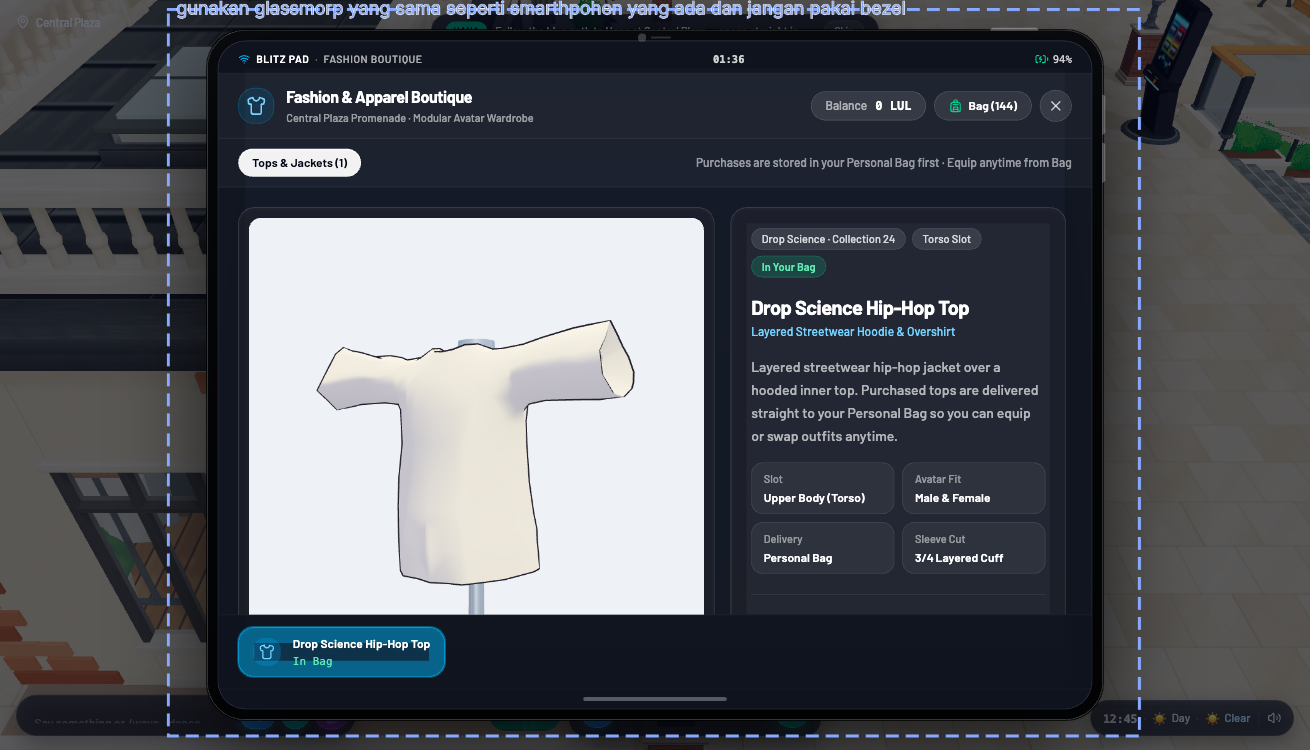 gunakan glassmorp yang sama seperti smartphohen yang ada dan jangan pakai bezel
Central Plaza
BLITZ PAD · FASHION BOUTIQUE
01:36
94%
Fashion & Apparel Boutique
Central Plaza Promenade · Modular Avatar Wardrobe
Balance 0 LUL
Bag (144)
Tops & Jackets (1)
Purchases are stored in your Personal Bag first · Equip anytime from Bag
Drop Science · Collection 24
Torso Slot
In Your Bag
Drop Science Hip-Hop Top
Layered Streetwear Hoodie & Overshirt
Layered streetwear hip-hop jacket over a
hooded inner top. Purchased tops are delivered
straight to your Personal Bag so you can equip
or swap outfits anytime.
Slot
Upper Body (Torso)
Avatar Fit
Male & Female
Delivery
Personal Bag
Sleeve Cut
3/4 Layered Cuff
Drop Science Hip-Hop Top
In Bag
12:45
Day
Clear